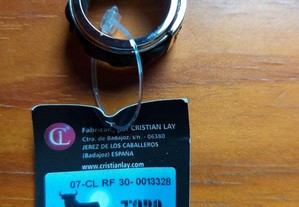 CL
Fabricado por CRISTIAN LAY
Ctra. de Badajoz, s/n. - 06380
JEREZ DE LOS CABALLEROS
(Badajoz) ESPAÑA
www.cristianlay.com
07-CL RF 30- 0013328
TORO